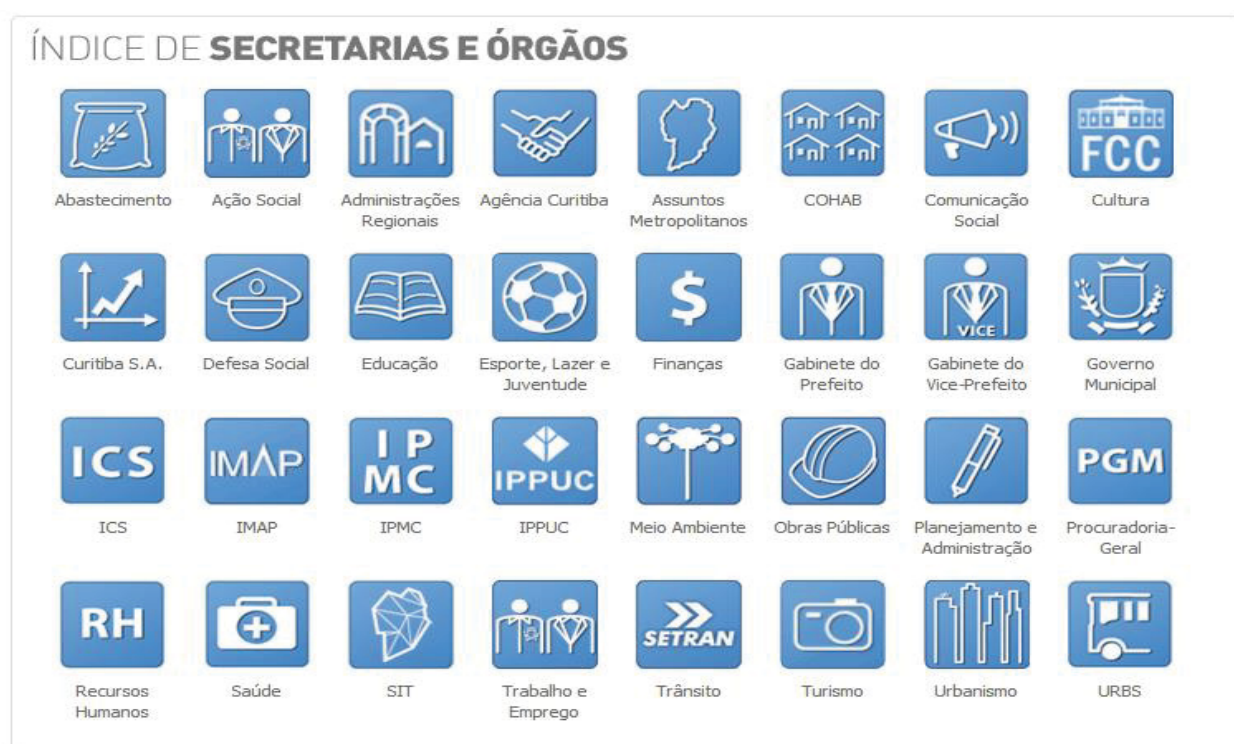 ÍNDICE DE SECRETARIAS E ÓRGÃOS
FCC
Abastecimento
Ação Social
Administrações
Regionais
Agência Curitiba
Assuntos
Metropolitanos
COHAB
Comunicação
Social
Cultura
$
VICE
Curitiba S.A.
Defesa Social
Educação
Esporte, Lazer e
Juventude
Finanças
Gabinete do
Prefeito
Gabinete do
Vice-Prefeito
Governo
Municipal
ICS
IMAP
I P
MC
IPPUC
PGM
ICS
IMAP
IPMC
IPPUC
Meio Ambiente
Obras Públicas
Planejamento e
Administração
Procuradoria-
Geral
RH
SETRAN
Recursos
Humanos
Saúde
SIT
Trabalho e
Emprego
Trânsito
Turismo
Urbanismo
URBS